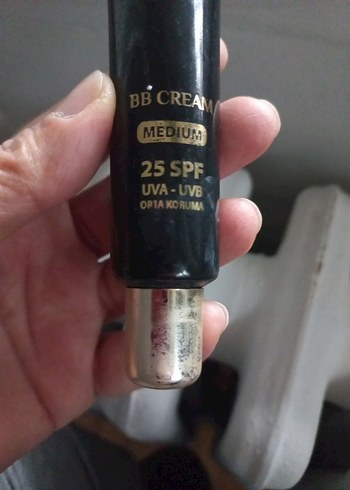 BB CREAM
MEDIUM
25 SPF
UVA - UVB
ORTA KORUMA